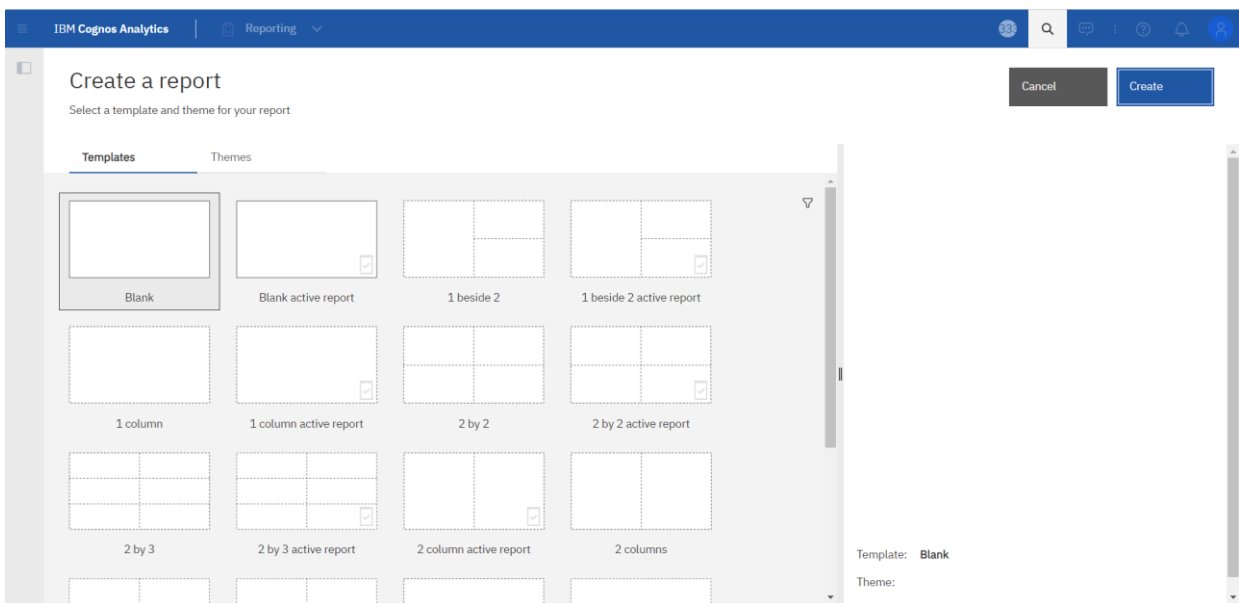 IBM Cognos Analytics
Reporting
Create a report
Select a template and theme for your report
Cancel
Create
Templates
Themes
Blank
Blank active report
1 beside 2
1 beside 2 active report
1 column
1 column active report
2 by 2
2 by 2 active report
2 by 3
2 by 3 active report
2 column active report
2 columns
Template: Blank
Theme: